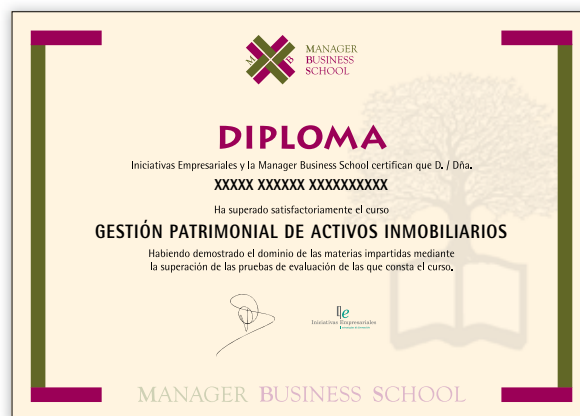 M B
MANAGER
BUSINESS
SCHOOL
DIPLOMA
Iniciativas Empresariales y la Manager Business School certifican que D. / Dña.
XXXXX XXXXXX XXXXXXXXXX
Ha superado satisfactoriamente el curso
GESTIÓN PATRIMONIAL DE ACTIVOS INMOBILIARIOS
Habiendo demostrado el dominio de las materias impartidas mediante
la superación de las pruebas de evaluación de las que consta el curso.
Iniciativas Empresariales
MANAGER BUSINESS SCHOOL